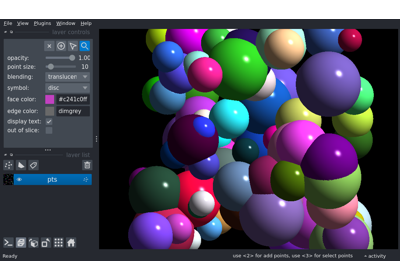 File View Plugins Window Help
layer controls
opacity: 1.00
point size: 10
blending: translucen
symbol: disc
face color: #c241c0ff
edge color: dimgrey
display text:
out of slice:
layer list
pts
Ready
use <2> for add points, use <3> for select points
activity